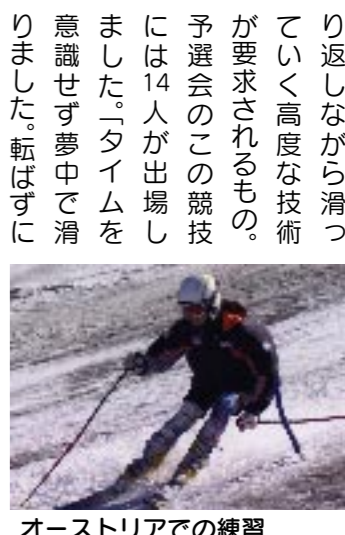 り返しながら滑っ
ていく高度な技術
が要求されるもの。
予選会のこの競技
には14人が出場し
ました。「タイムを
意識せず夢中で滑
りました。転ばずに
オーストリアでの練習